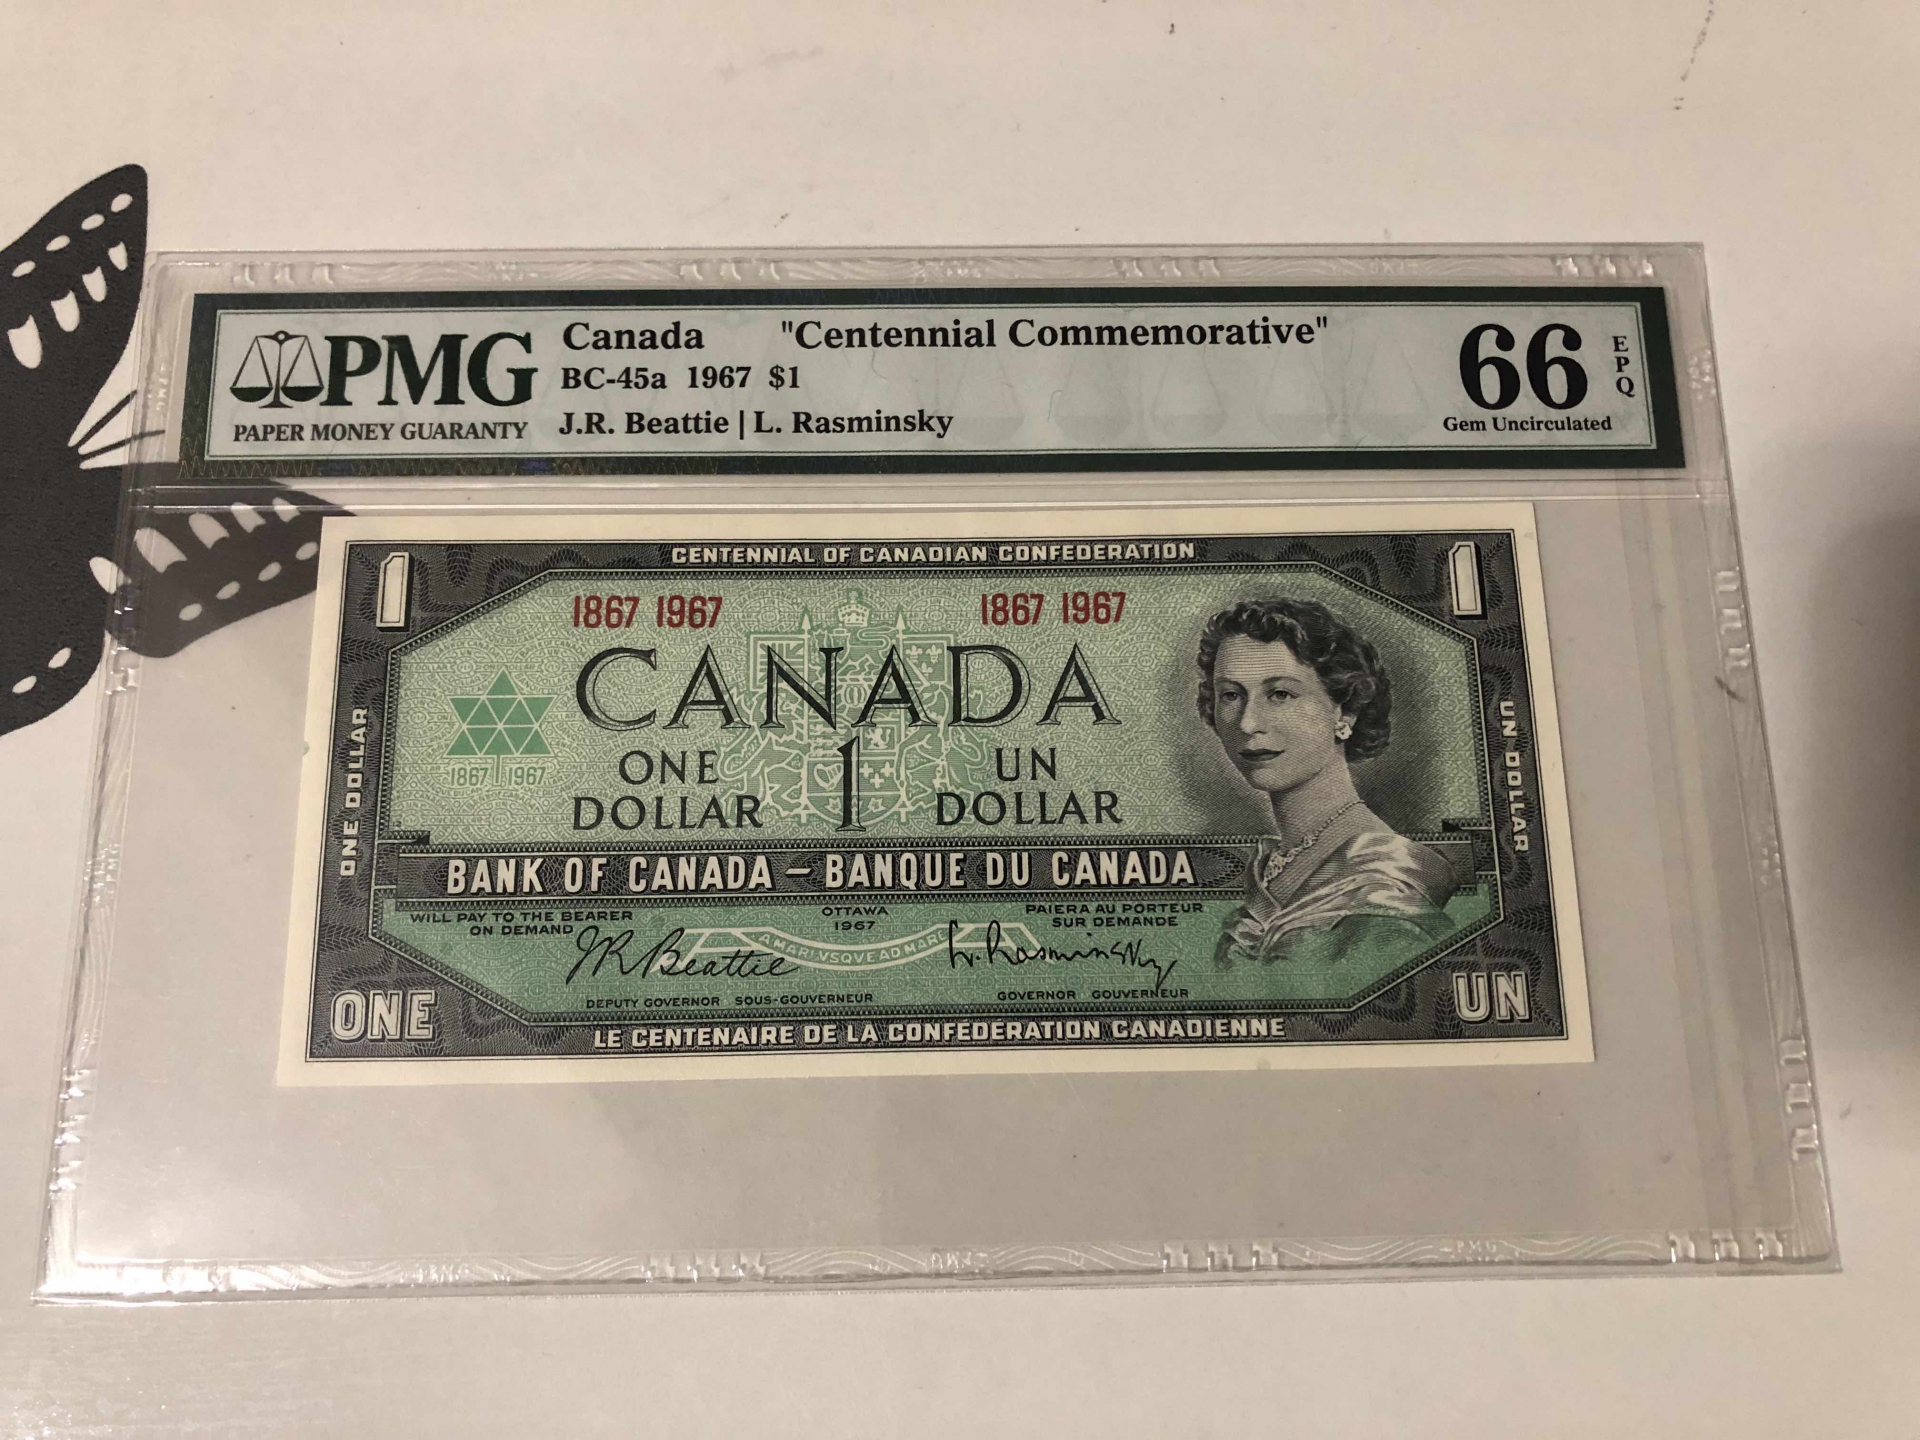 PMG
PAPER MONEY GUARANTY
Canada "Centennial Commemorative"
BC-45a 1967 $1
J.R. Beattie | L. Rasminsky
66
EPQ
Gem Uncirculated
1
CENTENNIAL OF CANADIAN CONFEDERATION
1
1867 1967
1867 1967
CANADA
1867 1967
ONE DOLLAR
1
UN DOLLAR
ONE
DOLLAR
UN
DOLLAR
BANK OF CANADA – BANQUE DU CANADA
WILL PAY TO THE BEARER
ON DEMAND
OTTAWA
1967
PAIERA AU PORTEUR
SUR DEMANDE
A MARI VSQVE AD MARE
JR Beattie
L. Rasminsky
DEPUTY GOVERNOR SOUS-GOUVERNEUR
GOVERNOR GOUVERNEUR
ONE
UN
LE CENTENAIRE DE LA CONFÉDÉRATION CANADIENNE